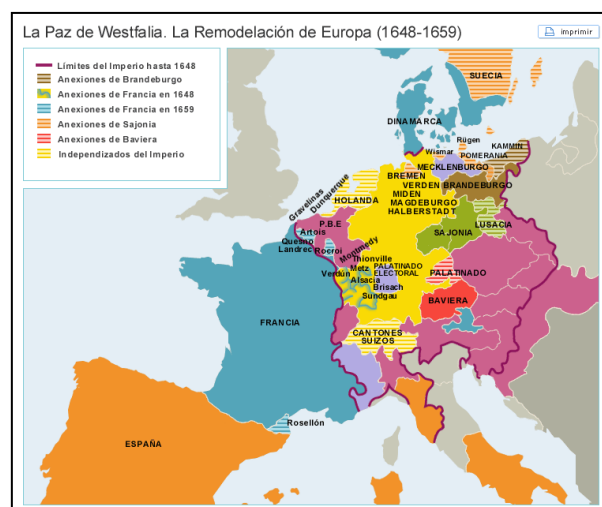 La Paz de Westfalia. La Remodelación de Europa (1648-1659)
imprimir
Límites del Imperio hasta 1648
Anexiones de Brandeburgo
Anexiones de Francia en 1648
Anexiones de Francia en 1659
Anexiones de Sajonia
Anexiones de Baviera
Independizados del Imperio
SUECIA
DINAMARCA
Rügen
KAMMIN
Wismar
POMERANIA
MECKLENBURGO
BREMEN
VERDEN
BRANDEBURGO
MIDEN
MAGDEBURGO
HALBERSTADT
Gravelinas
Dunquerque
HOLANDA
P.B.E
Artois
Quesno
Landrec
Rocroi
Montmedy
Thionville
Metz
Verdún
Alsacia
PALATINADO
ELECTORAL
Brisach
Sundgau
SAJONIA
LUSACIA
PALATINADO
BAVIERA
FRANCIA
CANTONES
SUIZOS
Rosellón
ESPAÑA